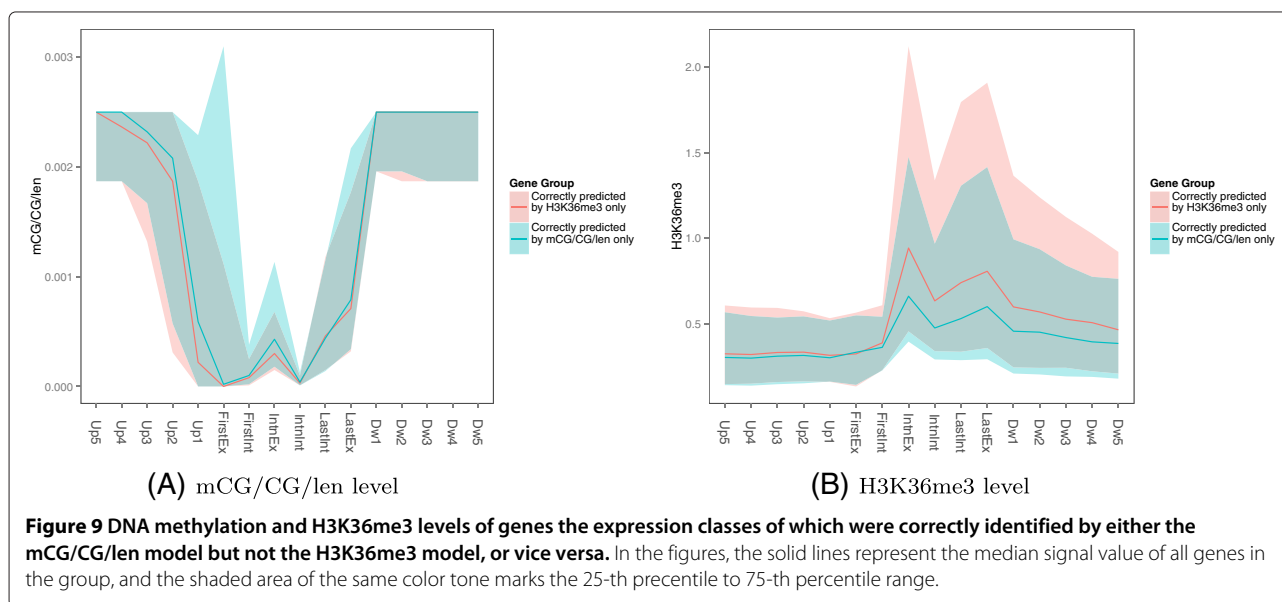 0.003
0.002
0.001
0.000
mCG/CG/len
Up5
Up4
Up3
Up2
Up1
FirstEx
FirstInt
IntnEx
IntnInt
LastInt
LastEx
Dw1
Dw2
Dw3
Dw4
Dw5
Gene Group
Correctly predicted
by H3K36me3 only
Correctly predicted
by mCG/CG/len only
(A) mCG/CG/len level
2.0
1.5
1.0
0.5
H3K36me3
Up5
Up4
Up3
Up2
Up1
FirstEx
FirstInt
IntnEx
IntnInt
LastInt
LastEx
Dw1
Dw2
Dw3
Dw4
Dw5
Gene Group
Correctly predicted
by H3K36me3 only
Correctly predicted
by mCG/CG/len only
(B) H3K36me3 level
Figure 9 DNA methylation and H3K36me3 levels of genes the expression classes of which were correctly identified by either the
mCG/CG/len model but not the H3K36me3 model, or vice versa. In the figures, the solid lines represent the median signal value of all genes in
the group, and the shaded area of the same color tone marks the 25-th precentile to 75-th percentile range.